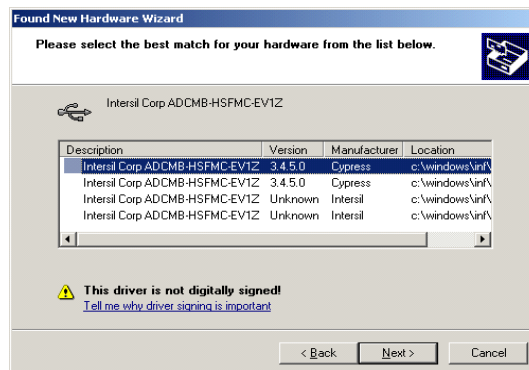 Found New Hardware Wizard
Please select the best match for your hardware from the list below.
Intersil Corp ADCMB-HSFMC-EV1Z
Description Version Manufacturer Location
Intersil Corp ADCMB-HSFMC-EV1Z 3.4.5.0 Cypress c:\windows\inf\
Intersil Corp ADCMB-HSFMC-EV1Z 3.4.5.0 Cypress c:\windows\inf\
Intersil Corp ADCMB-HSFMC-EV1Z Unknown Intersil c:\windows\inf\
Intersil Corp ADCMB-HSFMC-EV1Z Unknown Intersil c:\windows\inf\
This driver is not digitally signed!
Tell me why driver signing is important
< Back Next > Cancel